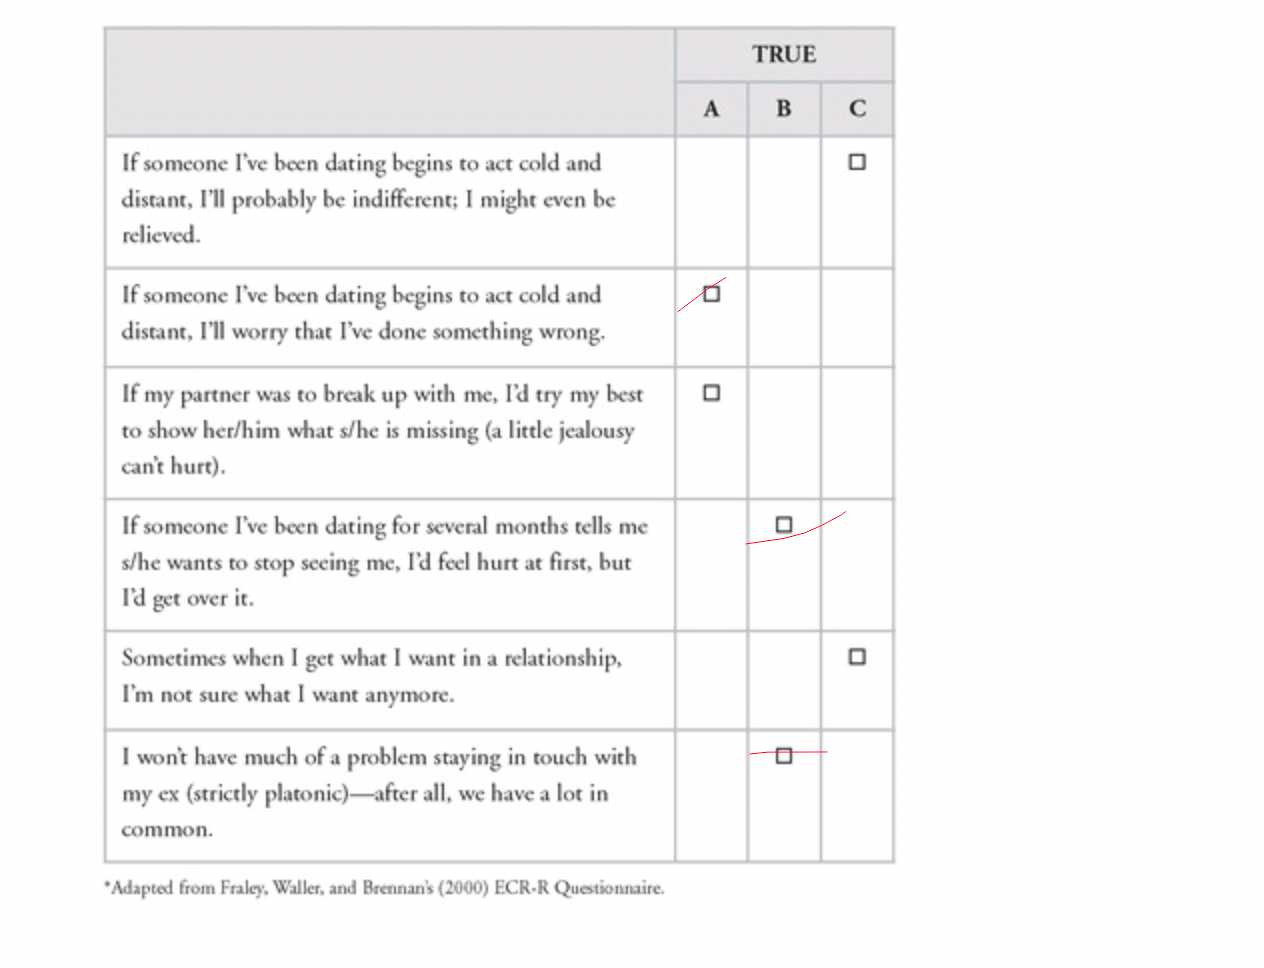 TRUE
A B C
If someone I've been dating begins to act cold and
distant, I'll probably be indifferent; I might even be
relieved.
If someone I've been dating begins to act cold and
distant, I'll worry that I've done something wrong.
If my partner was to break up with me, I'd try my best
to show her/him what s/he is missing (a little jealousy
can't hurt).
If someone I've been dating for several months tells me
s/he wants to stop seeing me, I'd feel hurt at first, but
I'd get over it.
Sometimes when I get what I want in a relationship,
I'm not sure what I want anymore.
I won't have much of a problem staying in touch with
my ex (strictly platonic)—after all, we have a lot in
common.
*Adapted from Fraley, Waller, and Brennan's (2000) ECR-R Questionnaire.